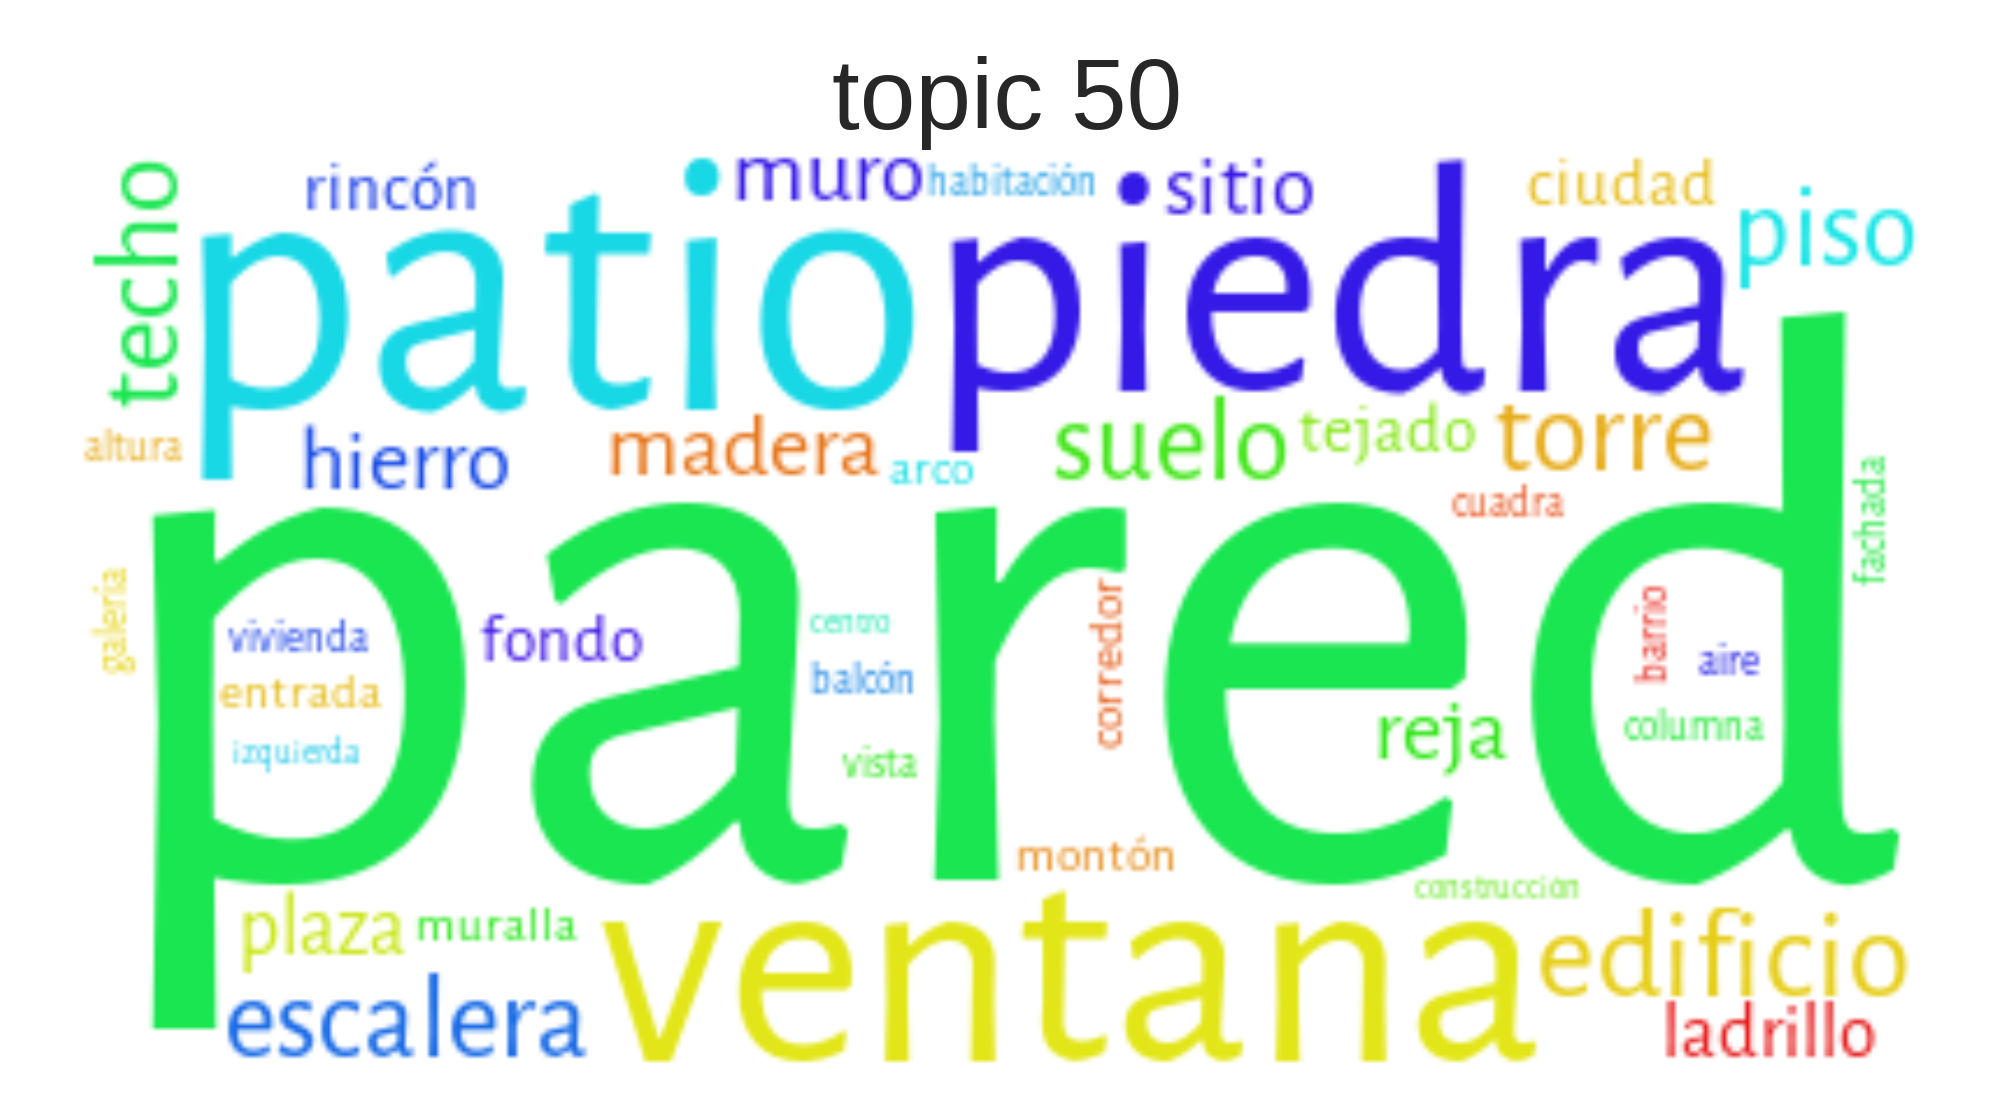 topic 50
techo
rincón
muro
habitación
sitio
ciudad
piso
patio
piedra
altura
hierro
madera
arco
suelo
tejado
torre
cuadra
fachada
pared
galería
vivienda
entrada
izquierda
fondo
centro
balcón
vista
corredor
reja
barrio
aire
columna
montón
construcción
plaza
muralla
ventana
edificio
escalera
ladrillo